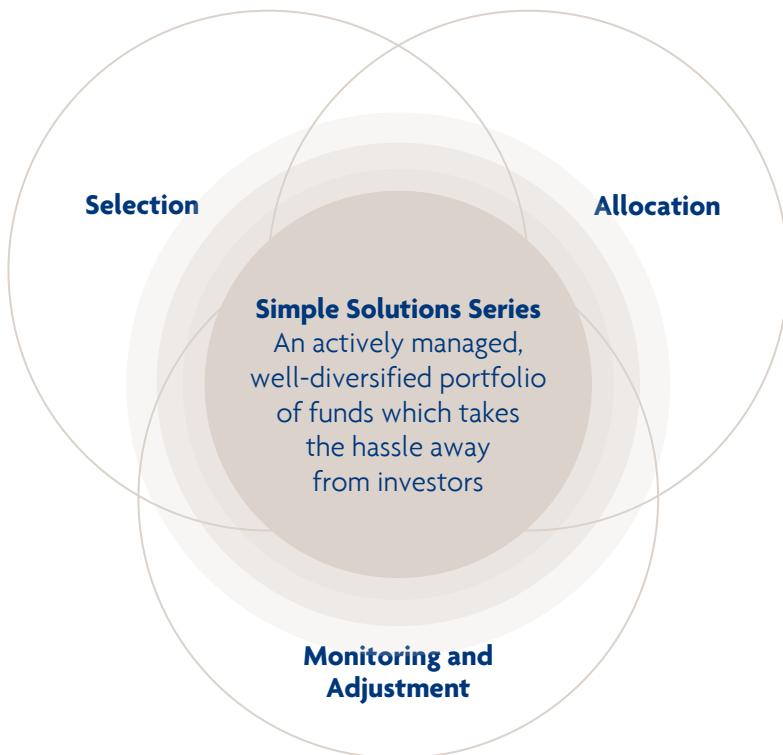 Selection
Allocation
Simple Solutions Series
An actively managed,
well-diversified portfolio
of funds which takes
the hassle away
from investors
Monitoring and
Adjustment